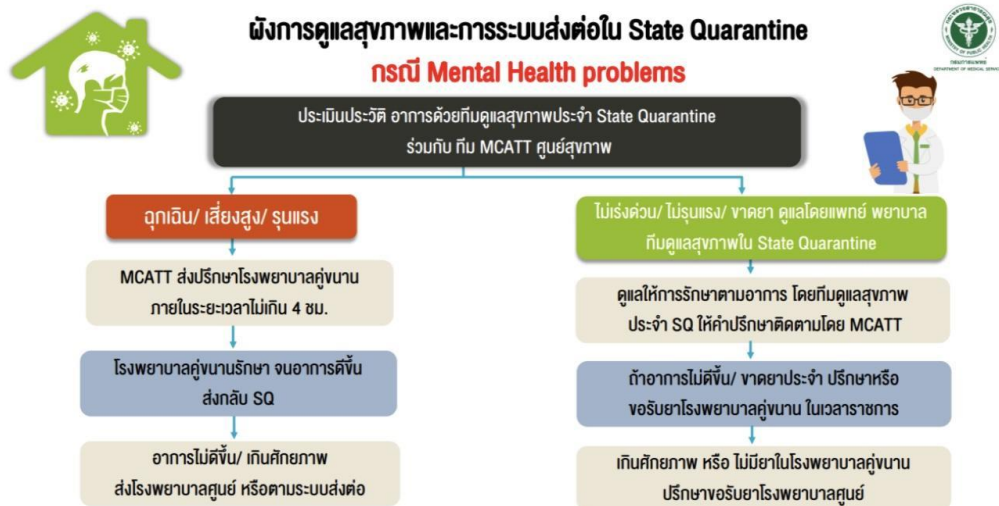 ผังการดูแลสุขภาพและการระบบส่งต่อใน State Quarantine
กรณี Mental Health problems
กรมการแพทย์
DEPARTMENT OF MEDICAL
ประเมินประวัติ อาการด้วยทีมดูแลสุขภาพประจำ State Quarantine
ร่วมกับ ทีม MCATT ศูนย์สุขภาพ
ฉุกเฉิน/ เสี่ยงสูง/ รุนแรง
MCATT ส่งปรึกษาโรงพยาบาลคู่ขนาน
ภายในระยะเวลาไม่เกิน 4 ชม.
โรงพยาบาลคู่ขนานรักษา จนอาการดีขึ้น
ส่งกลับ SQ
อาการไม่ดีขึ้น/ เกินศักยภาพ
ส่งโรงพยาบาลศูนย์ หรือตามระบบส่งต่อ
ไม่เร่งด่วน/ ไม่รุนแรง/ ขาดยา ดูแลโดยแพทย์ พยาบาล
ทีมดูแลสุขภาพใน State Quarantine
ดูแลให้การรักษาตามอาการ โดยทีมดูแลสุขภาพ
ประจำ SQ ให้คำปรึกษาติดตามโดย MCATT
ถ้าอาการไม่ดีขึ้น/ ขาดยาประจำ ปรึกษาหรือ
ขอรับยาโรงพยาบาลคู่ขนาน ในเวลาราชการ
เกินศักยภาพ หรือ ไม่มียาในโรงพยาบาลคู่ขนาน
ปรึกษาขอรับยาโรงพยาบาลศูนย์